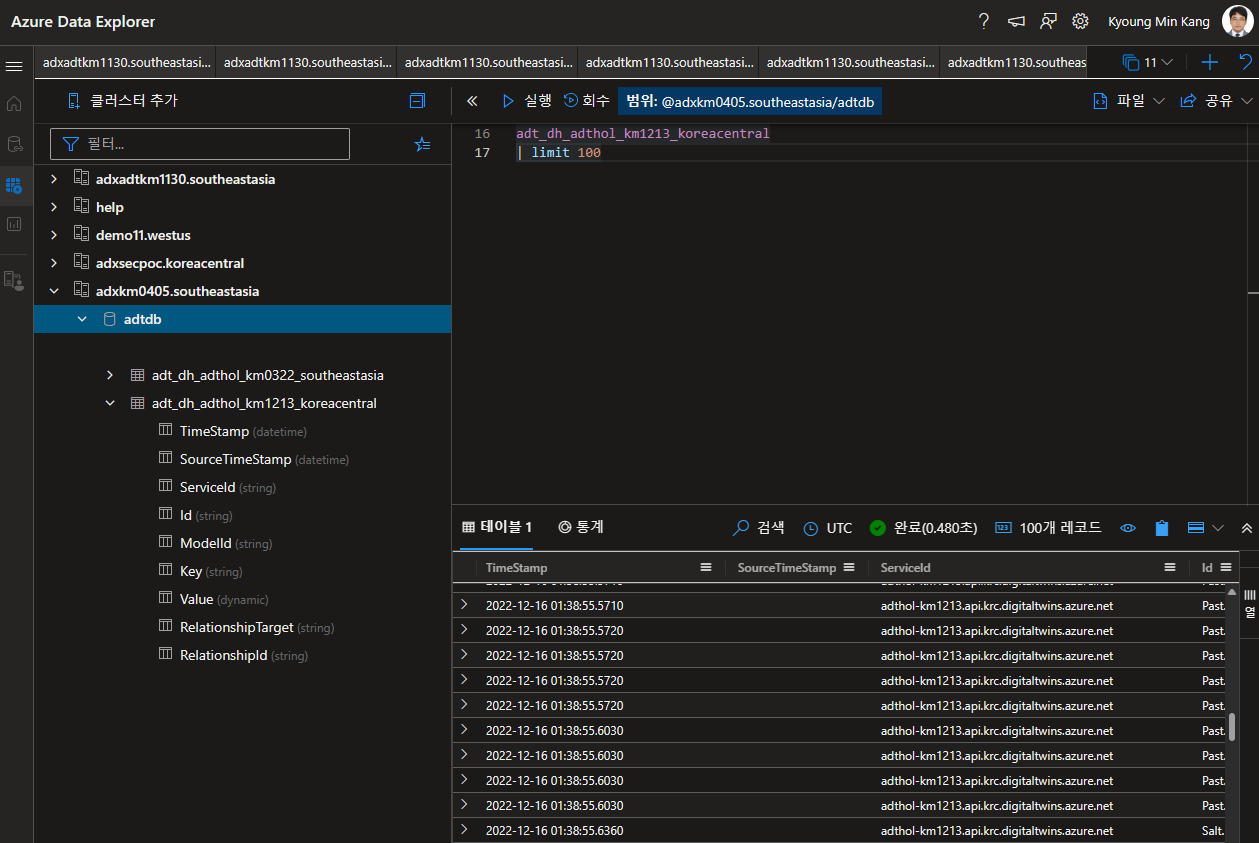 Azure Data Explorer
Kyoung Min Kang
adxadtkm1130.southeastasi... adxadtkm1130.southeastasi... adxadtkm1130.southeastasi... adxadtkm1130.southeastasi... adxadtkm1130.southeastasi... adxadtkm1130.southeas 11
클러스터 추가
필터...
adxadtkm1130.southeastasia
help
demo11.westus
adxsecpoc.koreacentral
adxkm0405.southeastasia
adtdb
adt_dh_adthol_km0322_southeastasia
adt_dh_adthol_km1213_koreacentral
TimeStamp (datetime)
SourceTimeStamp (datetime)
ServiceId (string)
Id (string)
ModelId (string)
Key (string)
Value (dynamic)
RelationshipTarget (string)
RelationshipId (string)
실행 회수 범위: @adxkm0405.southeastasia/adtdb 파일 공유
16 adt_dh_adthol_km1213_koreacentral
17 | limit 100
테이블 1 통계 검색 UTC 완료(0.480초) 100개 레코드
TimeStamp SourceTimeStamp ServiceId Id
2022-12-16 01:38:55.5710 adthol-km1213.api.krc.digitaltwins.azure.net Past.
2022-12-16 01:38:55.5720 adthol-km1213.api.krc.digitaltwins.azure.net Past.
2022-12-16 01:38:55.5720 adthol-km1213.api.krc.digitaltwins.azure.net Past.
2022-12-16 01:38:55.5720 adthol-km1213.api.krc.digitaltwins.azure.net Past.
2022-12-16 01:38:55.5720 adthol-km1213.api.krc.digitaltwins.azure.net Past.
2022-12-16 01:38:55.6030 adthol-km1213.api.krc.digitaltwins.azure.net Past.
2022-12-16 01:38:55.6030 adthol-km1213.api.krc.digitaltwins.azure.net Past.
2022-12-16 01:38:55.6030 adthol-km1213.api.krc.digitaltwins.azure.net Past.
2022-12-16 01:38:55.6030 adthol-km1213.api.krc.digitaltwins.azure.net Past.
2022-12-16 01:38:55.6360 adthol-km1213.api.krc.digitaltwins.azure.net Salt.
열